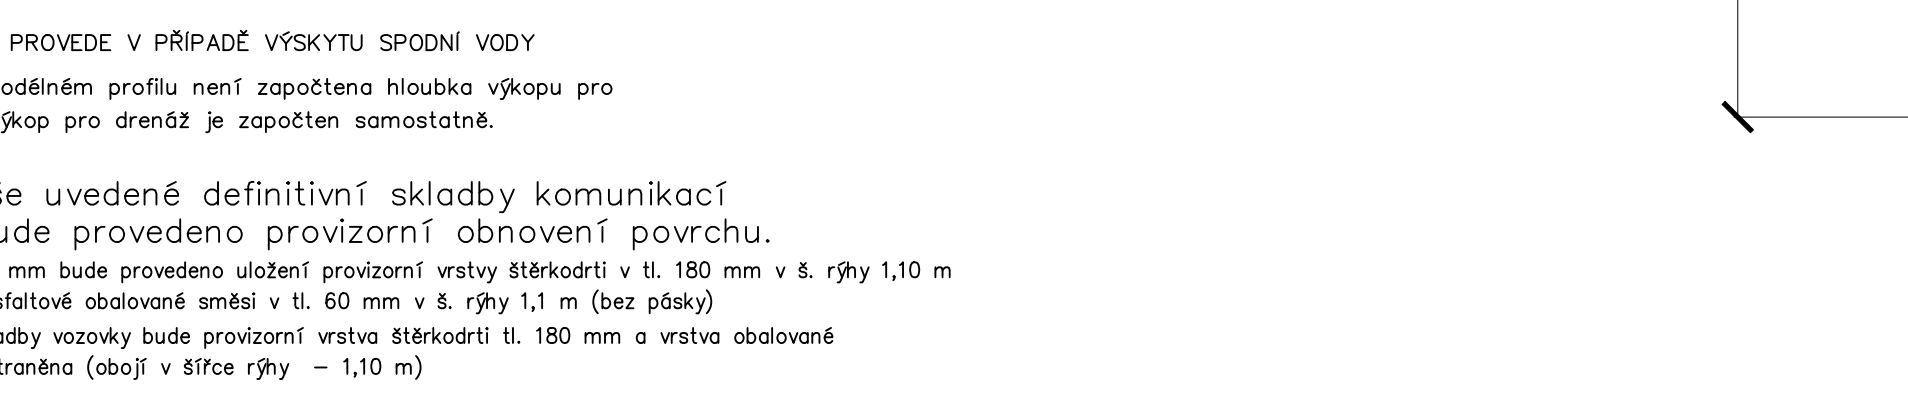 PROVEDE V PŘÍPADĚ VÝSKYTU SPODNÍ VODY
odélném profilu není započtena hloubka výkopu pro
ýkop pro drenáž je započten samostatně.
še uvedené definitivní skladby komunikací
ude provedeno provizorní obnovení povrchu.
mm bude provedeno uložení provizorní vrstvy štěrkodrti v tl. 180 mm v š. rýhy 1,10 m
sfaltové obalované směsi v tl. 60 mm v š. rýhy 1,1 m (bez pásky)
adby vozovky bude provizorní vrstva štěrkodrti tl. 180 mm a vrstva obalované
traněna (obojí v šířce rýhy – 1,10 m)